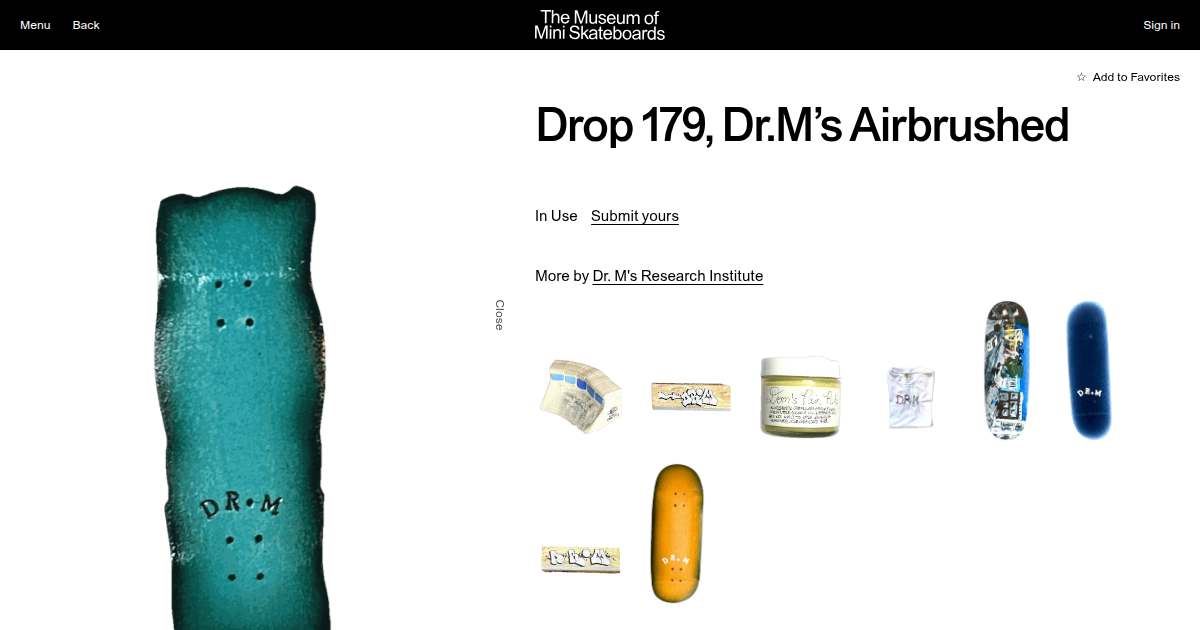 Menu
Back
The Museum of
Mini Skateboards
Sign in
☆ Add to Favorites
Drop 179, Dr.M’s Airbrushed
In Use Submit yours
More by Dr. M's Research Institute
Close
DR•M
DRM
DR•M
DR•M